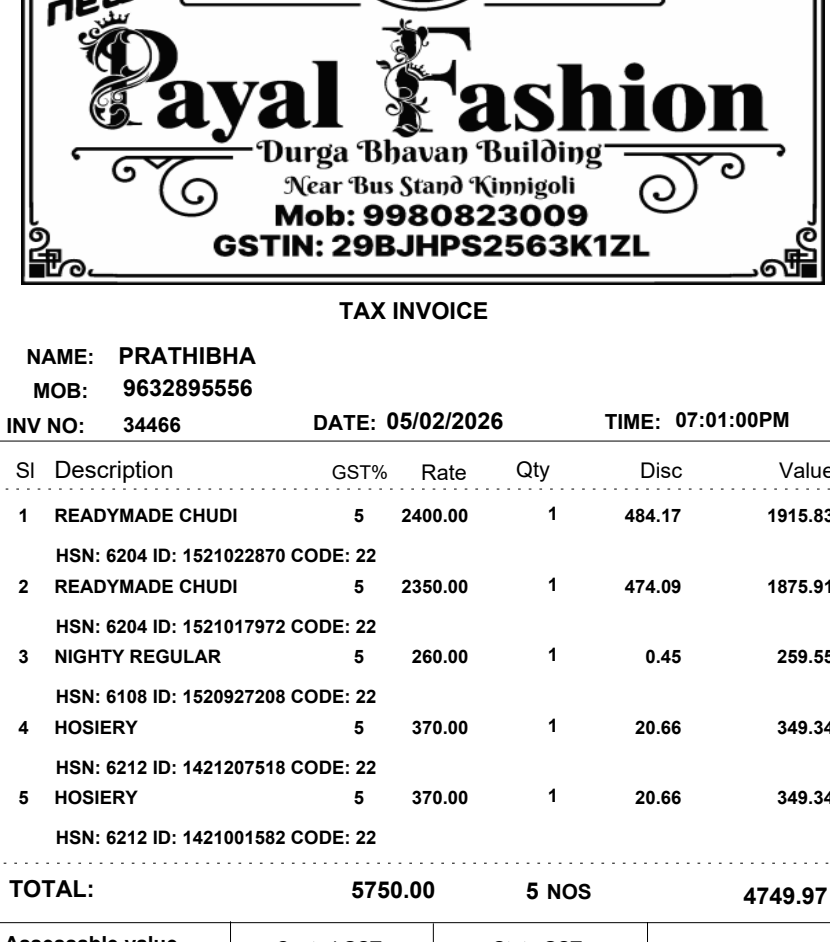 new
Payal Fashion
Durga Bhavan Building
Near Bus Stand Kinnigoli
Mob: 9980823009
GSTIN: 29BJHPS2563K1ZL
TAX INVOICE
NAME: PRATHIBHA
MOB: 9632895556
INV NO: 34466 DATE: 05/02/2026 TIME: 07:01:00PM
Sl Description GST% Rate Qty Disc Value
1 READYMADE CHUDI 5 2400.00 1 484.17 1915.83
HSN: 6204 ID: 1521022870 CODE: 22
2 READYMADE CHUDI 5 2350.00 1 474.09 1875.91
HSN: 6204 ID: 1521017972 CODE: 22
3 NIGHTY REGULAR 5 260.00 1 0.45 259.55
HSN: 6108 ID: 1520927208 CODE: 22
4 HOSIERY 5 370.00 1 20.66 349.34
HSN: 6212 ID: 1421207518 CODE: 22
5 HOSIERY 5 370.00 1 20.66 349.34
HSN: 6212 ID: 1421001582 CODE: 22
TOTAL: 5750.00 5 NOS 4749.97